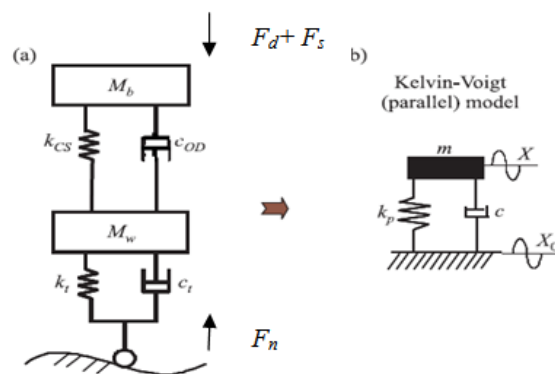 (a)
F_d + F_s
M_b
k_CS
c_OD
M_w
k_t
c_t
F_n
b)
Kelvin-Voigt
(parallel) model
m
X
k_p
c
X_0